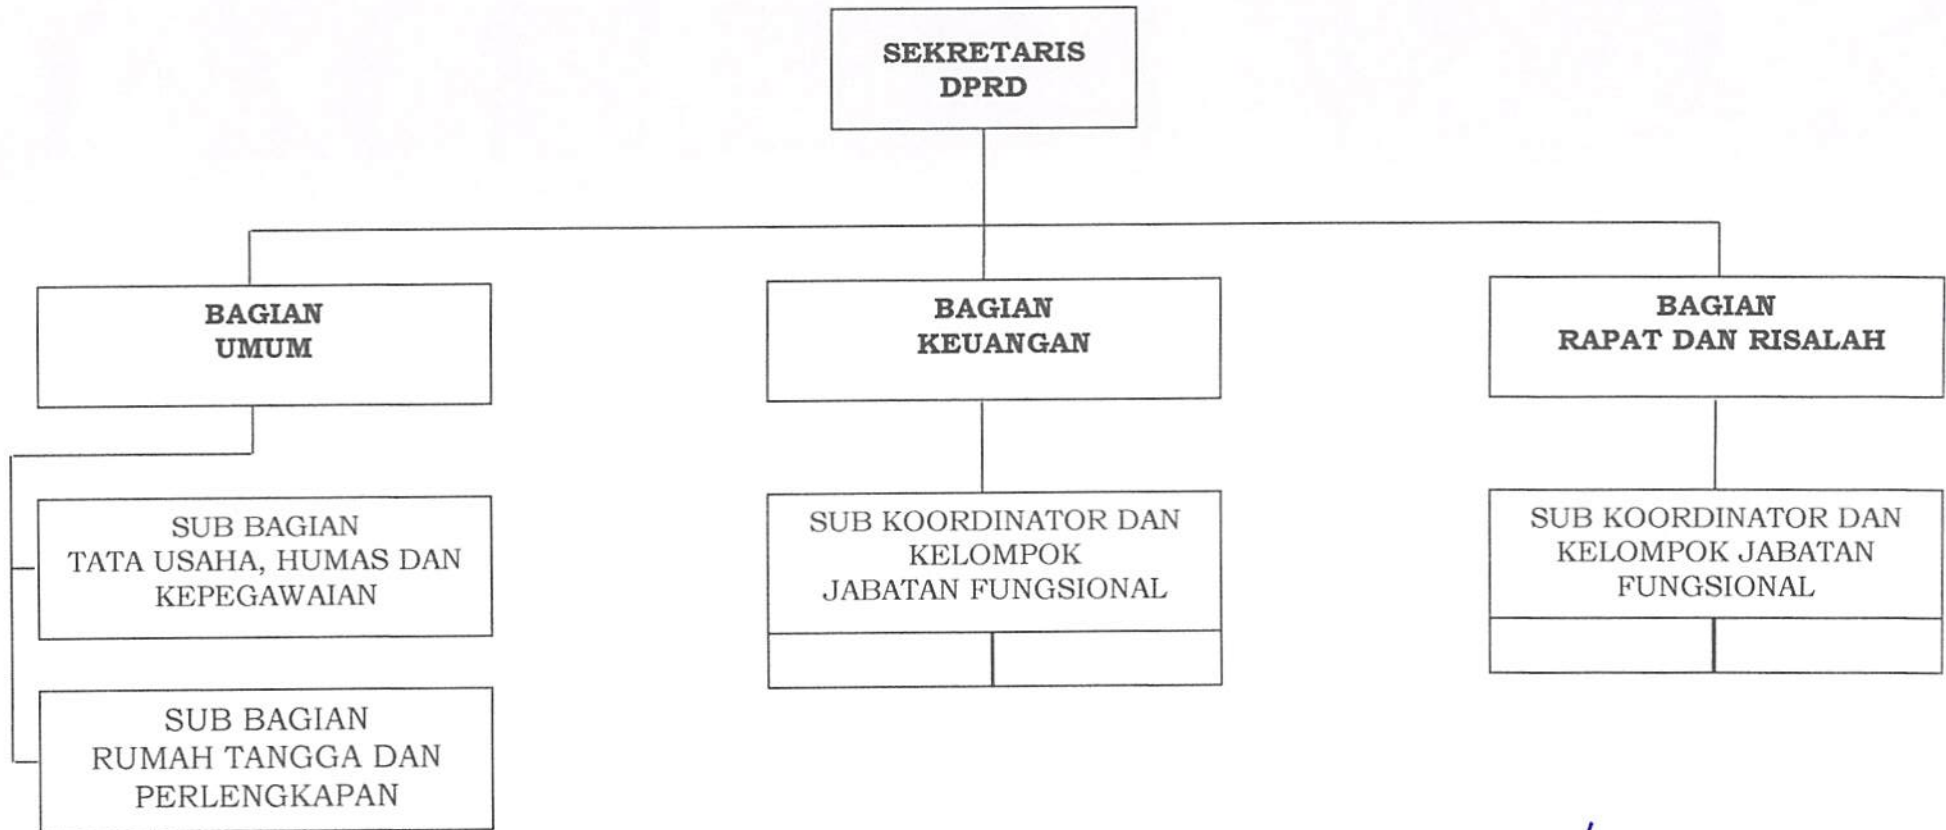 SEKRETARIS
DPRD
BAGIAN
UMUM
BAGIAN
KEUANGAN
BAGIAN
RAPAT DAN RISALAH
SUB BAGIAN
TATA USAHA, HUMAS DAN
KEPEGAWAIAN
SUB KOORDINATOR DAN
KELOMPOK
JABATAN FUNGSIONAL
SUB KOORDINATOR DAN
KELOMPOK JABATAN
FUNGSIONAL
SUB BAGIAN
RUMAH TANGGA DAN
PERLENGKAPAN